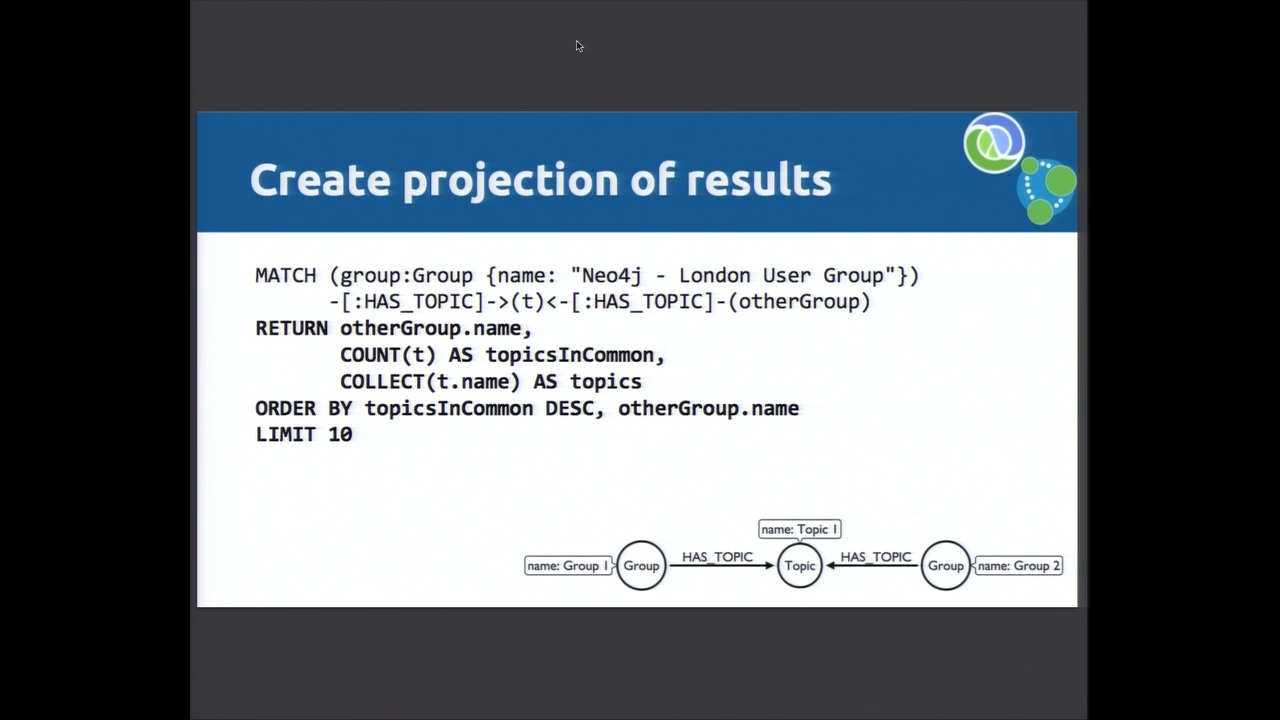 Create projection of results
MATCH (group:Group {name: "Neo4j - London User Group"})
-[:HAS_TOPIC]->(t)<-[:HAS_TOPIC]-(otherGroup)
RETURN otherGroup.name,
COUNT(t) AS topicsInCommon,
COLLECT(t.name) AS topics
ORDER BY topicsInCommon DESC, otherGroup.name
LIMIT 10
name: Topic 1
name: Group 1 Group HAS_TOPIC Topic HAS_TOPIC Group name: Group 2